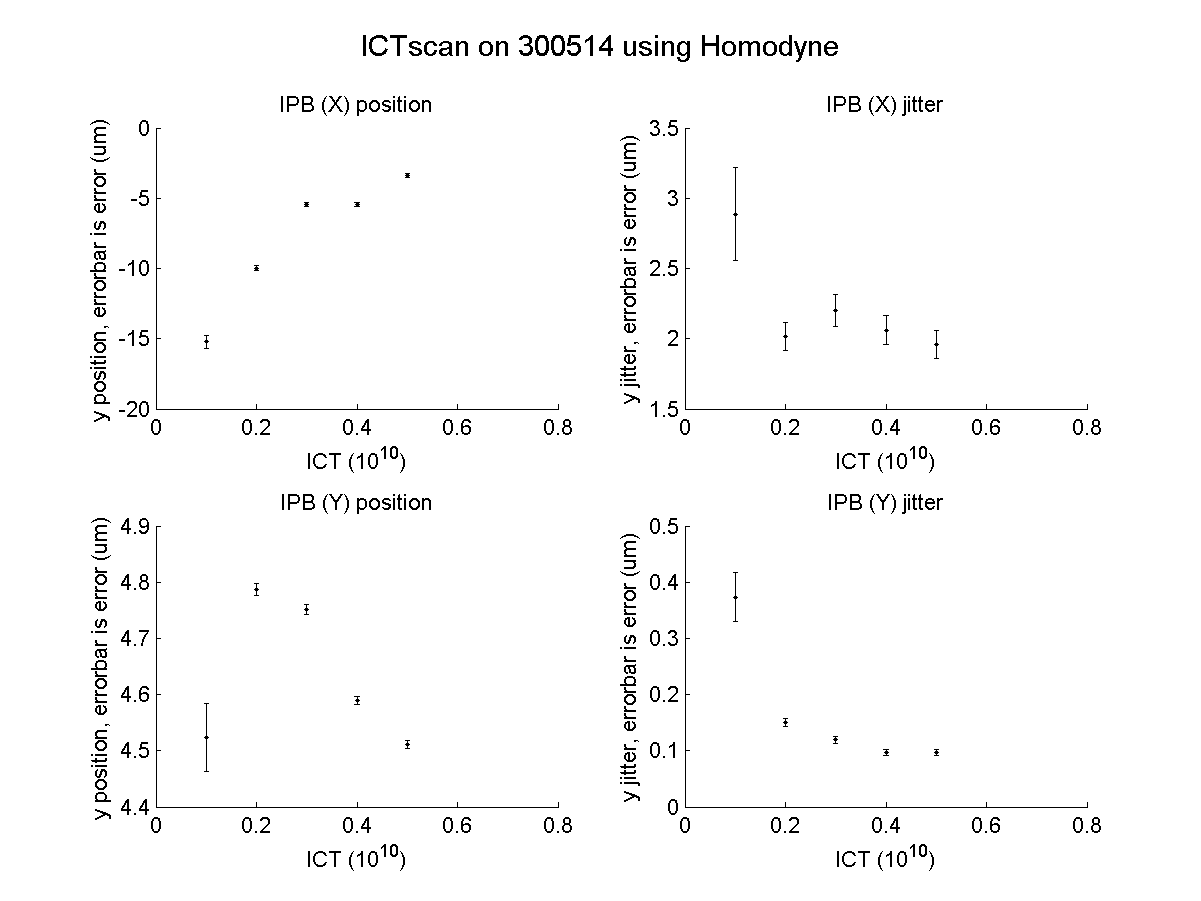 ICTscan on 300514 using Homodyne
IPB (X) position
y position, errorbar is error (um)
0
-5
-10
-15
-20
0 0.2 0.4 0.6 0.8
ICT (10^10)
IPB (X) jitter
y jitter, errorbar is error (um)
3.5
3
2.5
2
1.5
0 0.2 0.4 0.6 0.8
ICT (10^10)
IPB (Y) position
y position, errorbar is error (um)
4.9
4.8
4.7
4.6
4.5
4.4
0 0.2 0.4 0.6 0.8
ICT (10^10)
IPB (Y) jitter
y jitter, errorbar is error (um)
0.5
0.4
0.3
0.2
0.1
0
0 0.2 0.4 0.6 0.8
ICT (10^10)